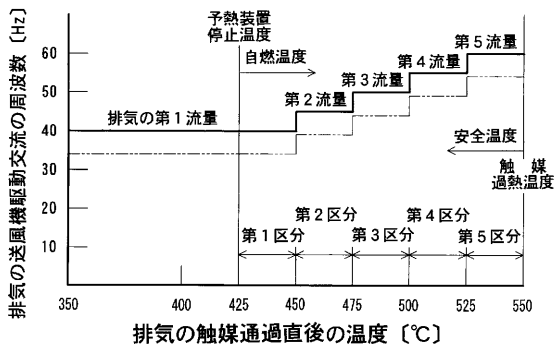 排気の送風機駆動交流の周波数〔Hz〕
60
50
40
30
20
10
予熱装置
停止温度
自燃温度
排気の第1流量
第2流量
第3流量
第4流量
第5流量
安全温度
触　媒
過熱温度
第1区分
第2区分
第3区分
第4区分
第5区分
350
400
425
450
475
500
525
550
排気の触媒通過直後の温度〔℃〕